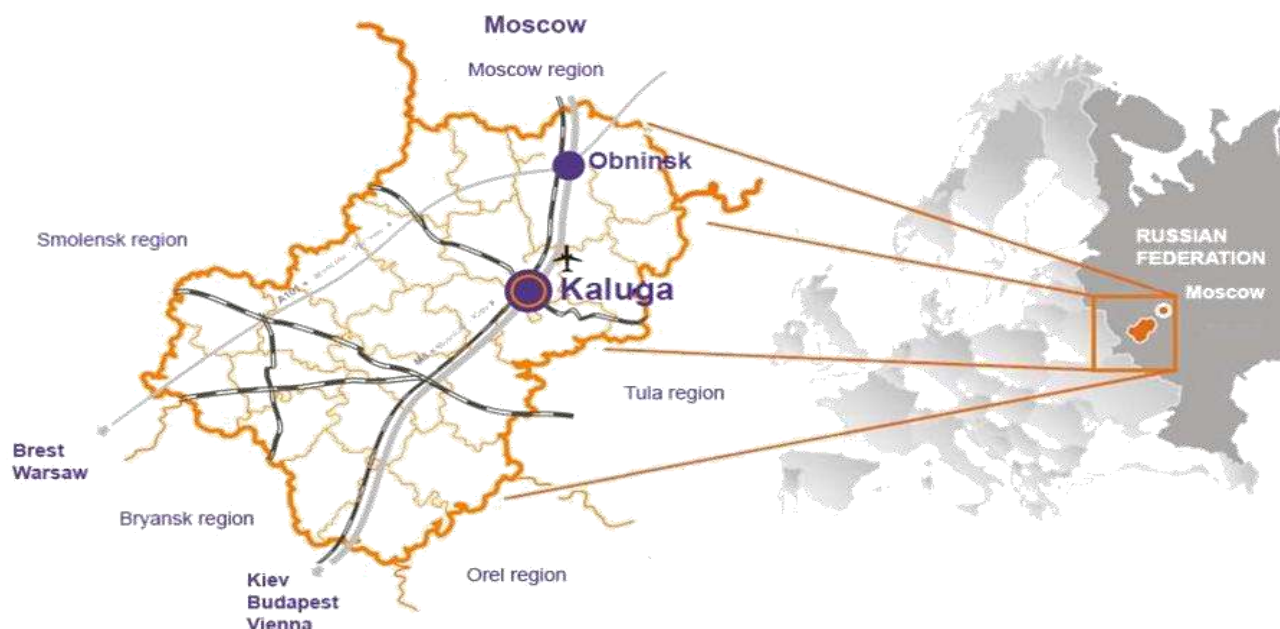 Moscow
Moscow region
Obninsk
Smolensk region
RUSSIAN
FEDERATION
Moscow
Kaluga
A101
Tula region
Brest
Warsaw
Bryansk region
Orel region
Kiev
Budapest
Vienna